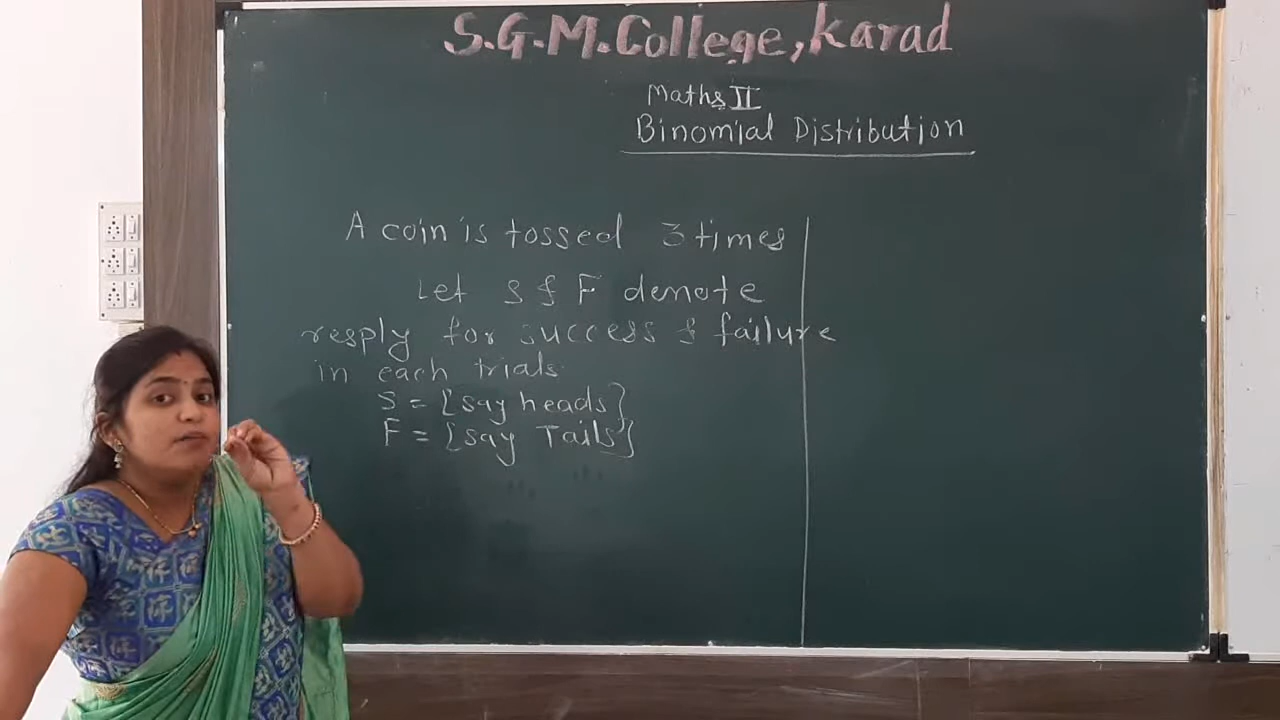 S.G.M. College, Karad
Maths II
Binomial Distribution
A coin is tossed 3 times
Let S & F denote
resply for success & failure
in each trials.
S = {say heads}
F = {say Tails}